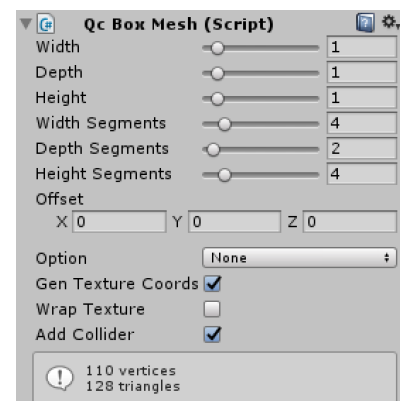 Qc Box Mesh (Script)
Width 1
Depth 1
Height 1
Width Segments 4
Depth Segments 2
Height Segments 4
Offset
X 0 Y 0 Z 0
Option None
Gen Texture Coords
Wrap Texture
Add Collider
110 vertices
128 triangles